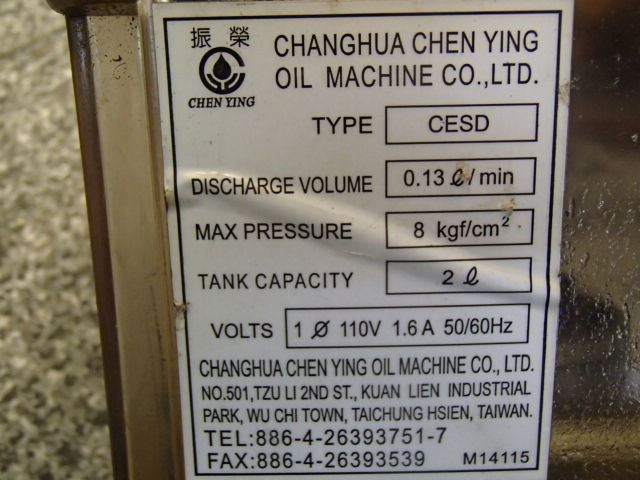 振榮
CHEN YING
CHANGHUA CHEN YING
OIL MACHINE CO.,LTD.
TYPE CESD
DISCHARGE VOLUME 0.13 ℓ/min
MAX PRESSURE 8 kgf/cm²
TANK CAPACITY 2 ℓ
VOLTS 1 Ø 110V 1.6A 50/60Hz
CHANGHUA CHEN YING OIL MACHINE CO., LTD.
NO.501,TZU LI 2ND ST., KUAN LIEN INDUSTRIAL
PARK, WU CHI TOWN, TAICHUNG HSIEN, TAIWAN.
TEL:886-4-26393751-7
FAX:886-4-26393539 M14115